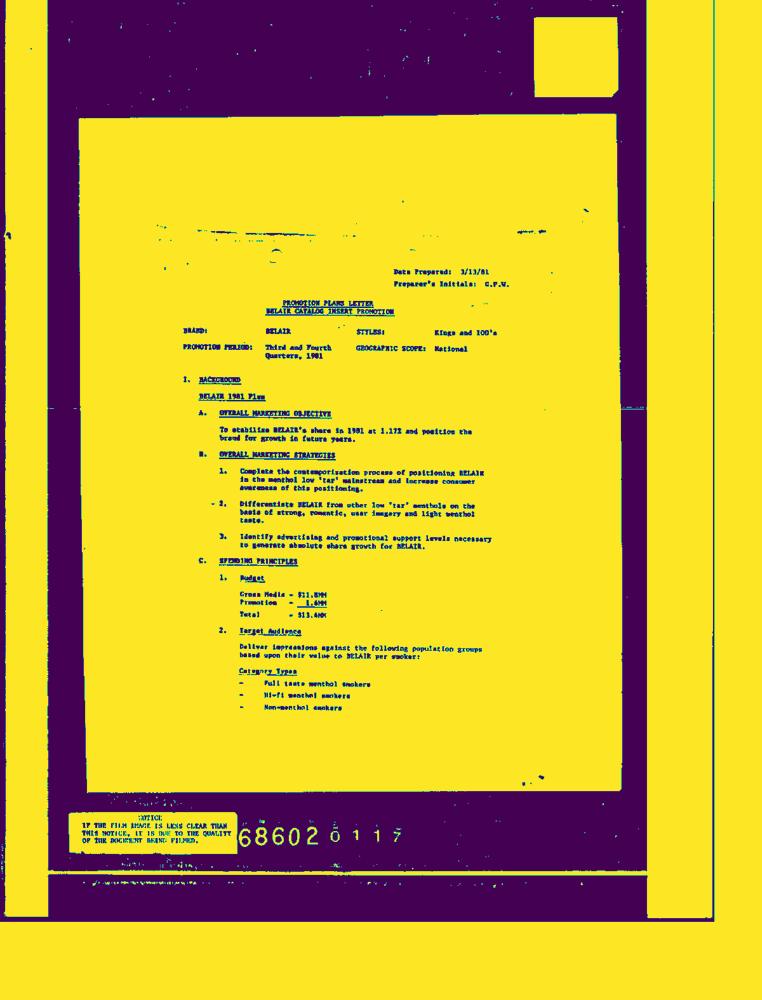 Date Prepared: 3/13/81
Preparer's Initials: G.P.W.
PROMOTION PLANS LETTER
BELAIR CATALOG INSERT PROMOTION
BRAND: BELAIR STYLES: Kings and 100's
PROMOTION PERIOD: Third and Fourth GEOGRAPHIC SCOPE: National
Quarters, 1981
I. BACKGROUND
BELAIR 1981 Plan
A. OVERALL MARKETING OBJECTIVE
To stabilize BELAIR's share in 1981 at 1.17% and position the
brand for growth in future years.
B. OVERALL MARKETING STRATEGIES
1. Complete the contemporization process of positioning BELAIR
in the menthol low 'tar' mainstream and increase consumer
awareness of this positioning.
- 2. Differentiate BELAIR from other low 'tar' menthols on the
basis of strong, romantic, user imagery and light menthol
taste.
3. Identify advertising and promotional support levels necessary
to generate absolute share growth for BELAIR.
C. SPENDING PRINCIPLES
1. Budget
Gross Media - $11.8MM
Promotion - 1.6MM
Total - $13.4MM
2. Target Audience
Deliver impressions against the following population groups
based upon their value to BELAIR per smoker:
Category Types
- Full taste menthol smokers
- Hi-fi menthol smokers
- Non-menthol smokers
NOTICE
IF THE FILM IMAGE IS LESS CLEAR THAN
THIS NOTICE, IT IS DUE TO THE QUALITY
OF THE DOCUMENT BEING FILMED.
68602 0117